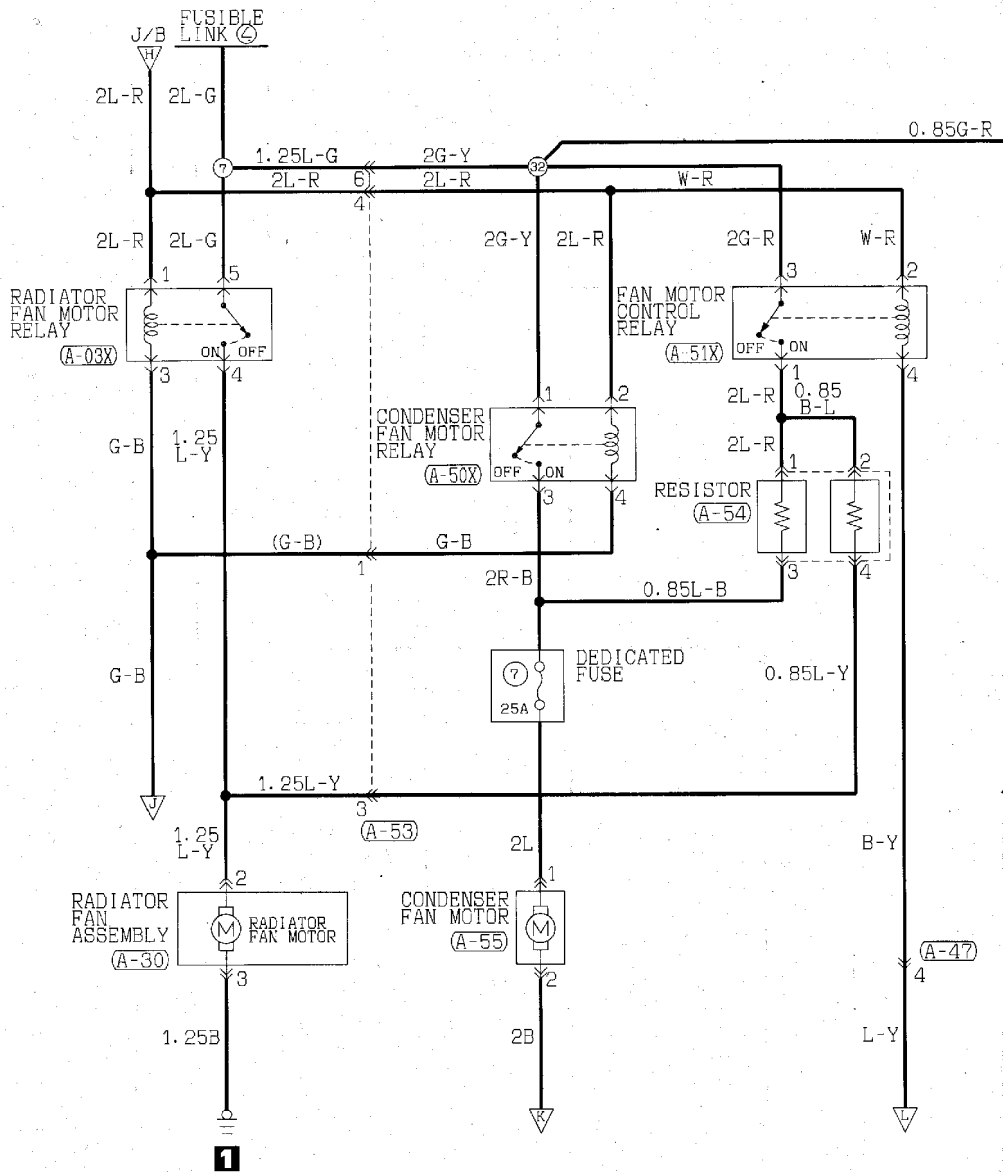 FUSIBLE
LINK ④
J/B
H
2L-R
2L-G
0.85G-R
1.25L-G
2G-Y
7
32
2L-R
6
2L-R
W-R
4
2L-R
2L-G
2G-Y
2L-R
2G-R
W-R
1
5
3
2
RADIATOR
FAN MOTOR
RELAY
A-03X
ON OFF
3
4
FAN MOTOR
CONTROL
RELAY
A-51X
OFF
ON
1
4
2L-R
0.85
B-L
1
2
CONDENSER
FAN MOTOR
RELAY
A-50X
OFF
ON
3
4
G-B
1.25
L-Y
2L-R
1
2
RESISTOR
A-54
3
4
(G-B)
G-B
1
2R-B
0.85L-B
7
25A
DEDICATED
FUSE
G-B
0.85L-Y
1.25L-Y
J
3
A-53
1.25
L-Y
2L
B-Y
2
1
RADIATOR
FAN
ASSEMBLY
A-30
M
RADIATOR
FAN MOTOR
3
CONDENSER
FAN MOTOR
A-55
M
2
A-47
4
1.25B
2B
L-Y
K
L
1